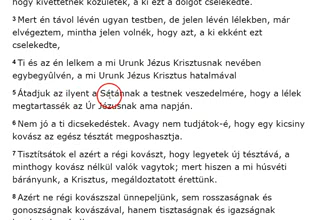 hogy kivettetnék közületek, a ki ezt a dolgot cselekedte.
³ Mert én távol lévén ugyan testben, de jelen lévén lélekben, már
elvégeztem, mintha jelen volnék, hogy azt, a ki ekként ezt
cselekedte,
⁴ Ti és az én lelkem a mi Urunk Jézus Krisztusnak nevében
egybegyűlvén, a mi Urunk Jézus Krisztus hatalmával
⁵ Átadjuk az ilyent a Sátánnak a testnek veszedelmére, hogy a lélek
megtartassék az Úr Jézusnak ama napján.
⁶ Nem jó a ti dicsekedéstek. Avagy nem tudjátok-é, hogy egy kicsiny
kovász az egész tésztát megposhasztja.
⁷ Tisztítsátok el azért a régi kovászt, hogy legyetek új tésztává, a
minthogy kovász nélkül valók vagytok; mert hiszen a mi húsvéti
bárányunk, a Krisztus, megáldoztatott érettünk.
⁸ Azért ne régi kovászszal ünnepeljünk, sem rosszaságnak és
gonoszságnak kovászával, hanem tisztaságnak és igazságnak